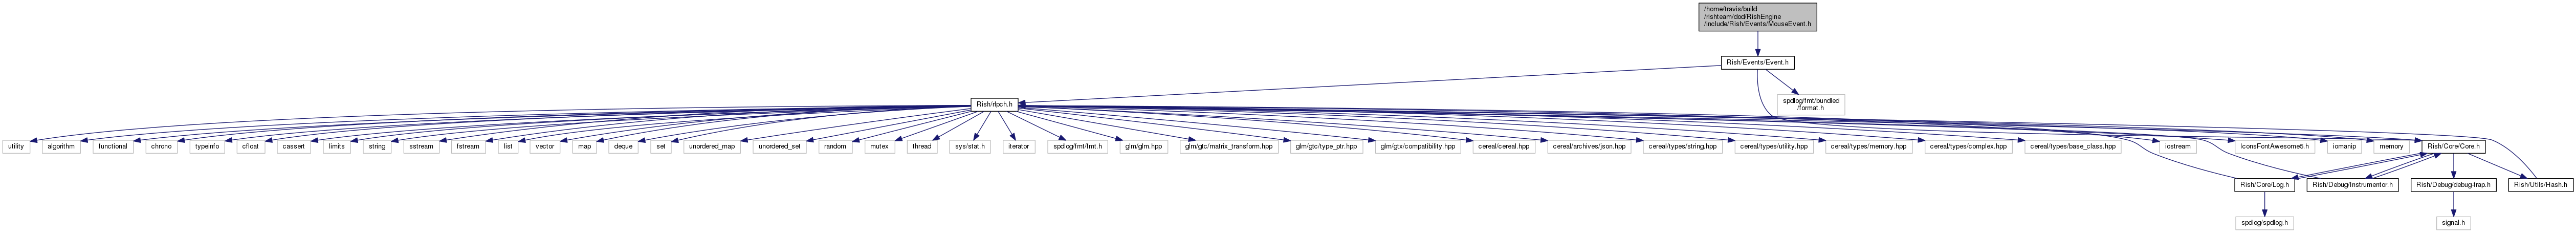 /home/travis/build
/rishteam/dod/RishEngine
/include/Rish/Events/MouseEvent.h
Rish/Events/Event.h
Rish/rlpch.h
spdlog/fmt/bundled
/format.h
utility
algorithm
functional
chrono
typeinfo
cfloat
cassert
limits
string
sstream
fstream
list
vector
map
deque
set
unordered_map
unordered_set
random
mutex
thread
sys/stat.h
iterator
spdlog/fmt/fmt.h
glm/glm.hpp
glm/gtc/matrix_transform.hpp
glm/gtc/type_ptr.hpp
glm/gtx/compatibility.hpp
cereal/cereal.hpp
cereal/archives/json.hpp
cereal/types/string.hpp
cereal/types/utility.hpp
cereal/types/memory.hpp
cereal/types/complex.hpp
cereal/types/base_class.hpp
iostream
IconsFontAwesome5.h
iomanip
memory
Rish/Core/Core.h
Rish/Core/Log.h
Rish/Debug/Instrumentor.h
Rish/Debug/debug-trap.h
Rish/Utils/Hash.h
spdlog/spdlog.h
signal.h